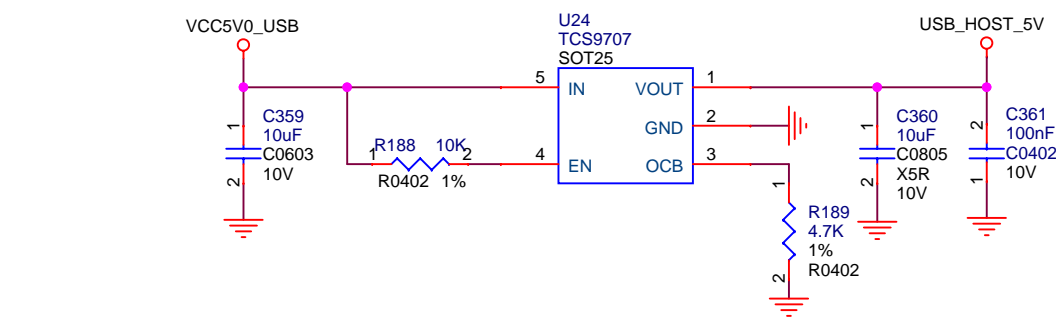 VCC5V0_USB
U24
TCS9707
SOT25
USB_HOST_5V
5
IN
VOUT
1
GND
2
4
EN
OCB
3
1
C359
10uF
C0603
10V
2
R188
10K
1
2
R0402
1%
1
R189
4.7K
1%
R0402
2
1
C360
10uF
C0805
X5R
10V
2
2
C361
100nF
C0402
10V
1